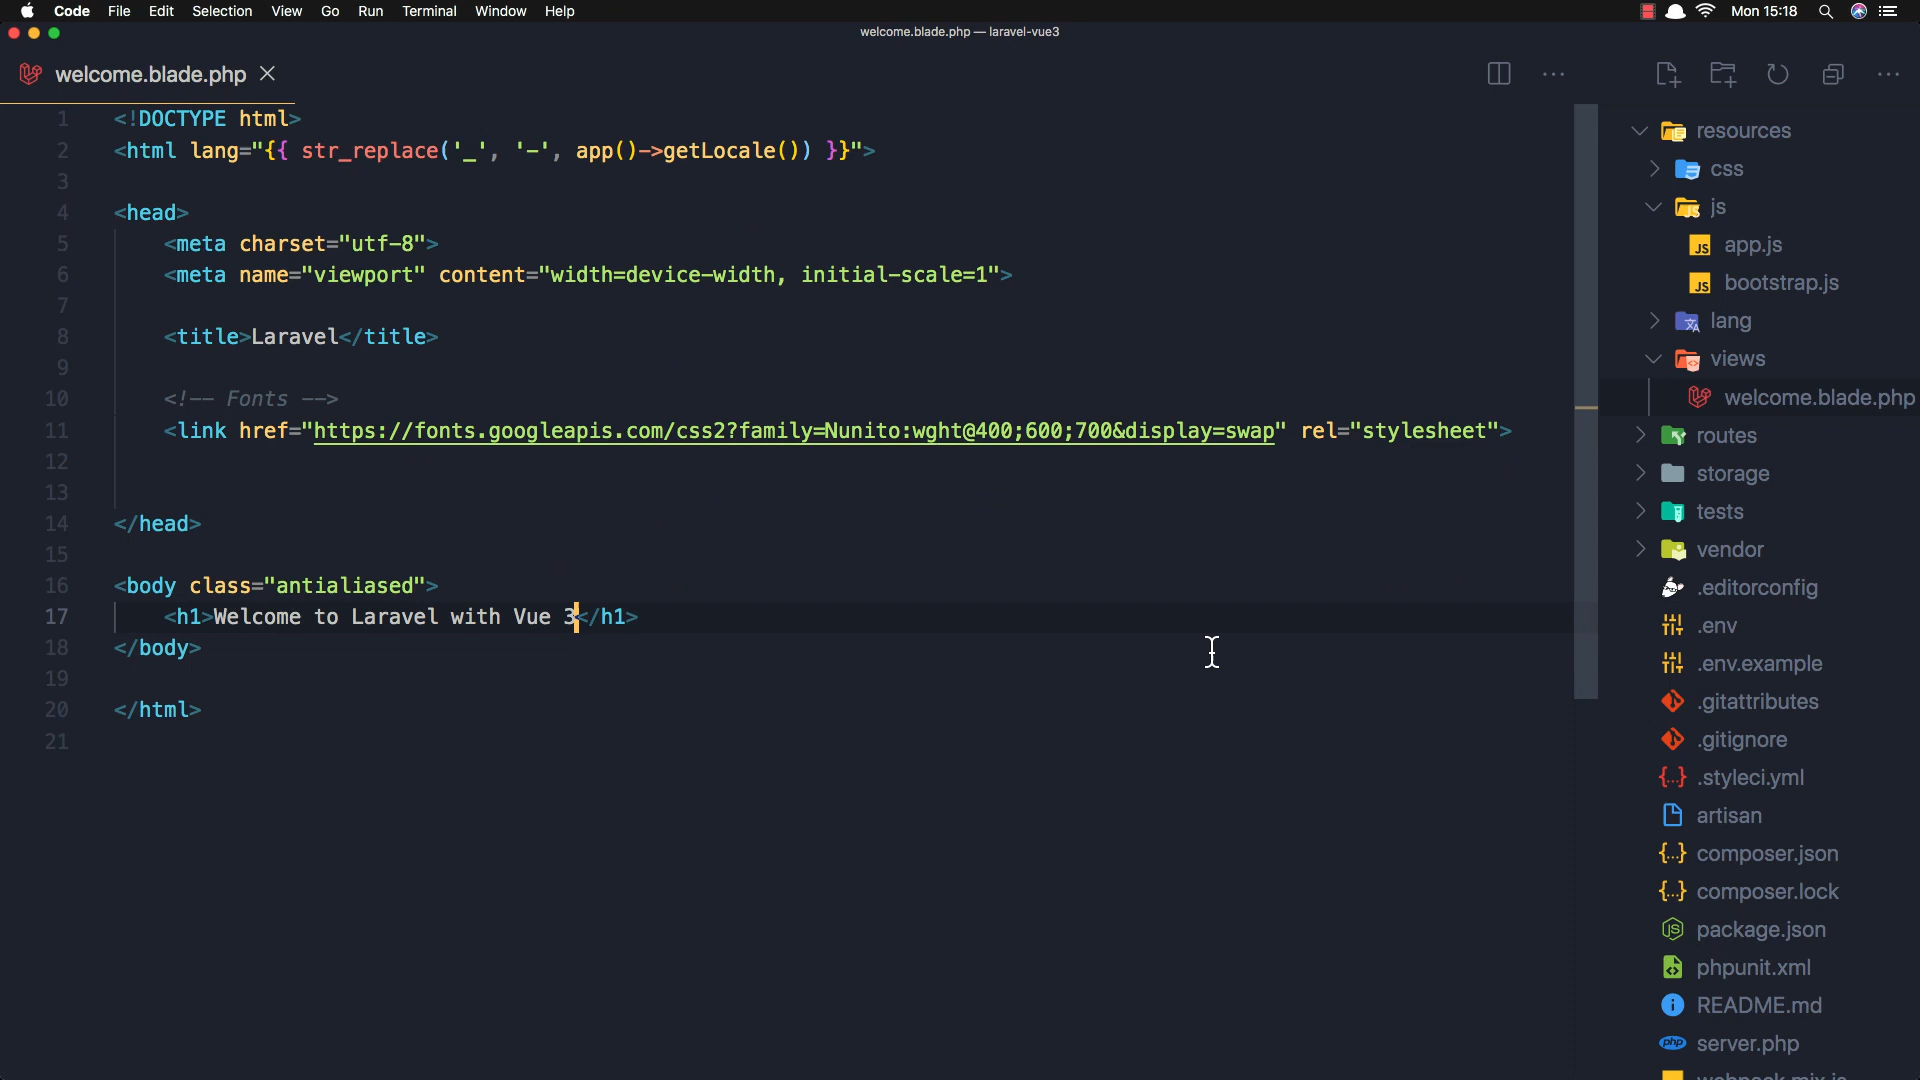 Code File Edit Selection View Go Run Terminal Window Help Mon 15:18
welcome.blade.php — laravel-vue3
welcome.blade.php
1 <!DOCTYPE html>
2 <html lang="{{ str_replace('_', '-', app()->getLocale()) }}">
3
4 <head>
5 <meta charset="utf-8">
6 <meta name="viewport" content="width=device-width, initial-scale=1">
7
8 <title>Laravel</title>
9
10 <!-- Fonts -->
11 <link href="https://fonts.googleapis.com/css2?family=Nunito:wght@400;600;700&display=swap" rel="stylesheet">
12
13
14 </head>
15
16 <body class="antialiased">
17 <h1>Welcome to Laravel with Vue 3</h1>
18 </body>
19
20 </html>
21
resources
css
js
JS app.js
JS bootstrap.js
lang
views
welcome.blade.php
routes
storage
tests
vendor
.editorconfig
.env
.env.example
.gitattributes
.gitignore
.styleci.yml
artisan
composer.json
composer.lock
package.json
phpunit.xml
README.md
php server.php